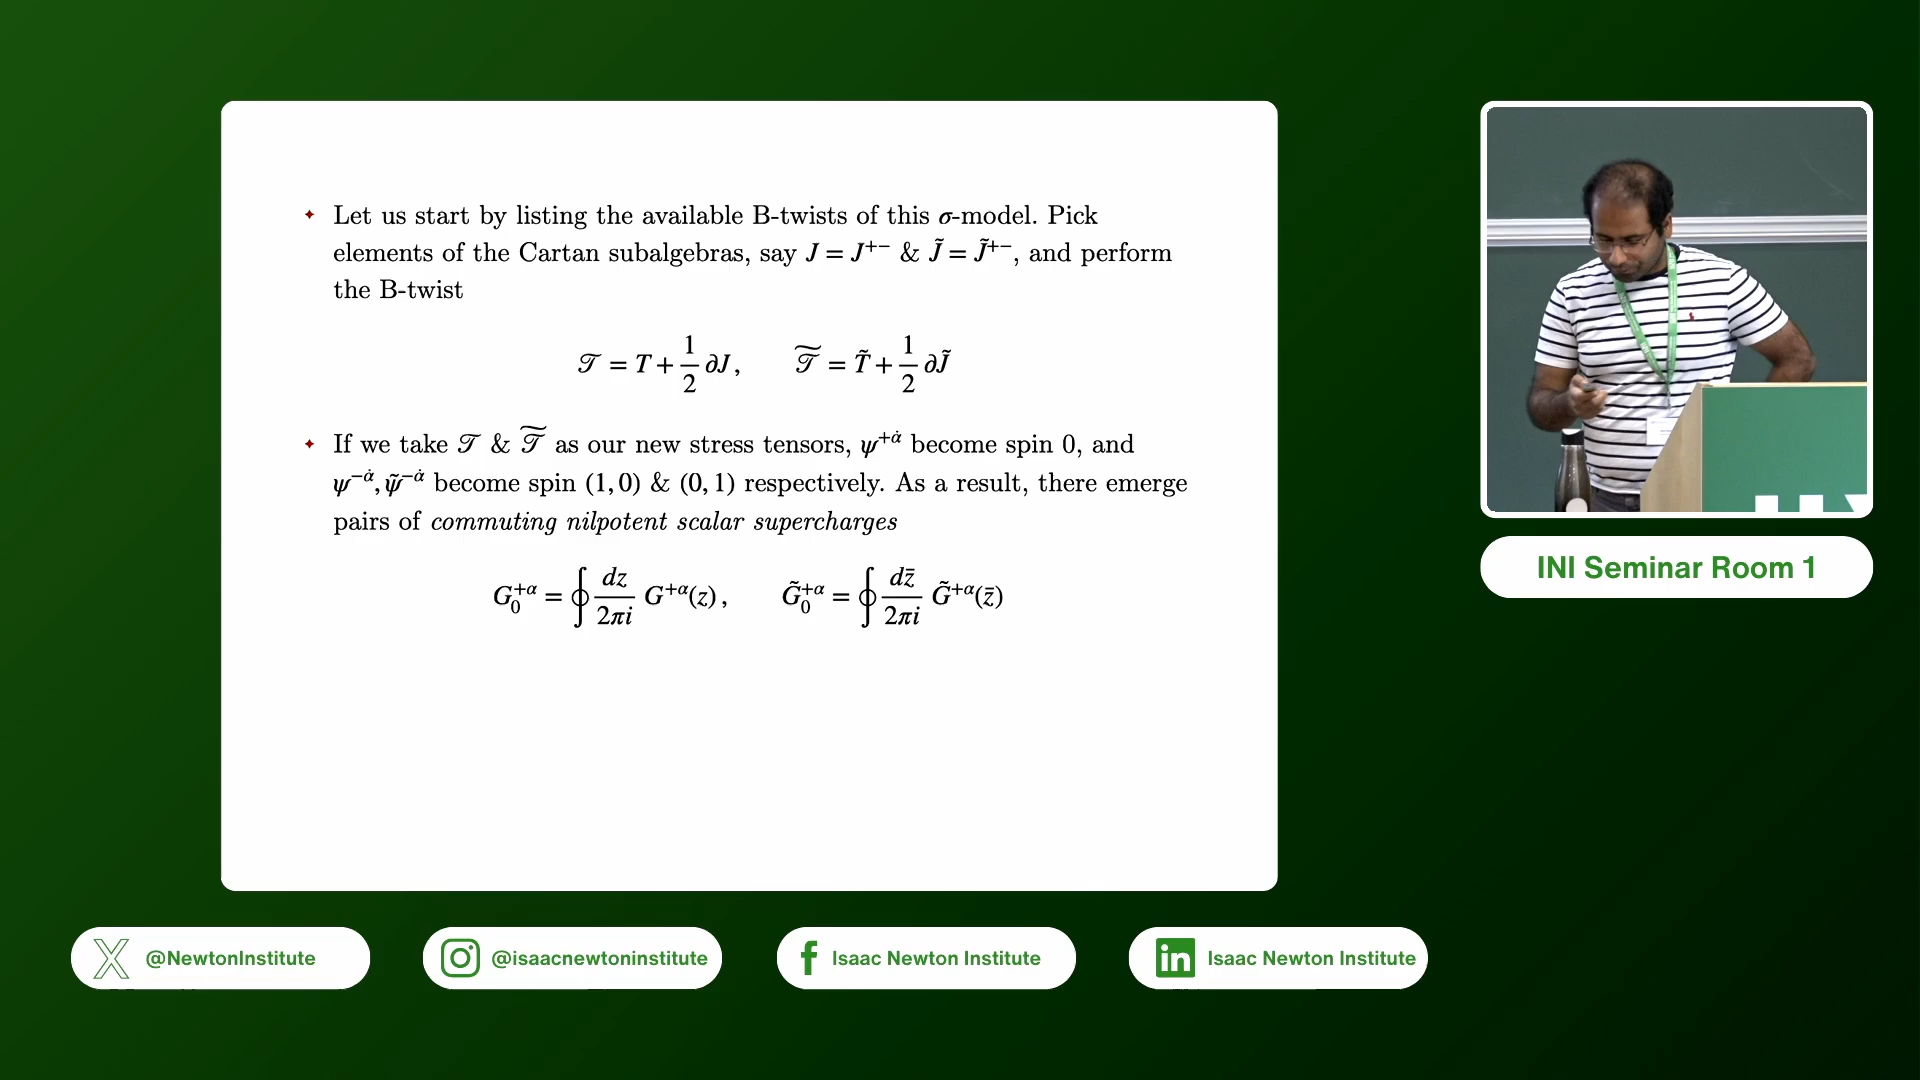 Let us start by listing the available B-twists of this σ-model. Pick
elements of the Cartan subalgebras, say J = J⁺⁻ & J̃ = J̃⁺⁻, and perform
the B-twist
𝒯 = T + 1/2 ∂J , 𝒯̃ = T̃ + 1/2 ∂J̃
If we take 𝒯 & 𝒯̃ as our new stress tensors, ψ^{+α̇} become spin 0, and
ψ^{−α̇}, ψ̃^{−α̇} become spin (1, 0) & (0, 1) respectively. As a result, there emerge
pairs of commuting nilpotent scalar supercharges
G₀^{+α} = ∮ dz/2πi G^{+α}(z) , G̃₀^{+α} = ∮ dz̄/2πi G̃^{+α}(z̄)
INI Seminar Room 1
@NewtonInstitute
@isaacnewtoninstitute
Isaac Newton Institute
Isaac Newton Institute